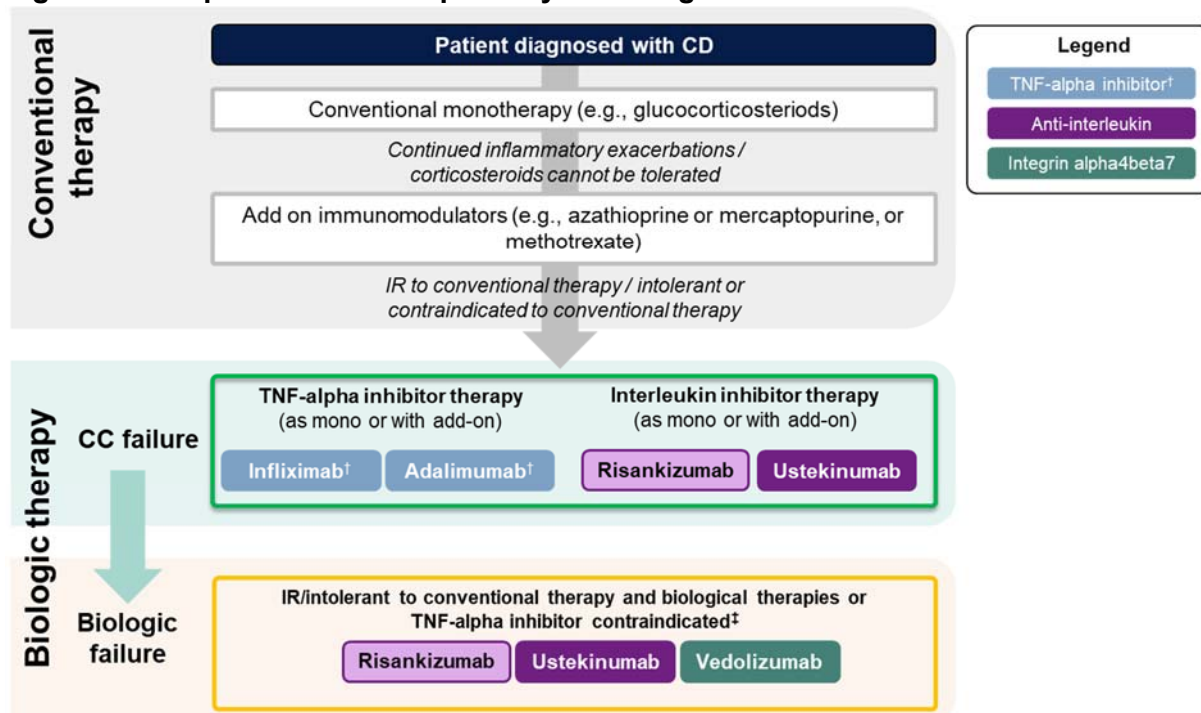 Conventional
therapy
Patient diagnosed with CD
Conventional monotherapy (e.g., glucocorticosteriods)
Continued inflammatory exacerbations /
corticosteroids cannot be tolerated
Add on immunomodulators (e.g., azathioprine or mercaptopurine, or
methotrexate)
IR to conventional therapy / intolerant or
contraindicated to conventional therapy
Legend
TNF-alpha inhibitor†
Anti-interleukin
Integrin alpha4beta7
Biologic therapy
CC failure
TNF-alpha inhibitor therapy
(as mono or with add-on)
Infliximab†
Adalimumab†
Interleukin inhibitor therapy
(as mono or with add-on)
Risankizumab
Ustekinumab
Biologic
failure
IR/intolerant to conventional therapy and biological therapies or
TNF-alpha inhibitor contraindicated‡
Risankizumab
Ustekinumab
Vedolizumab